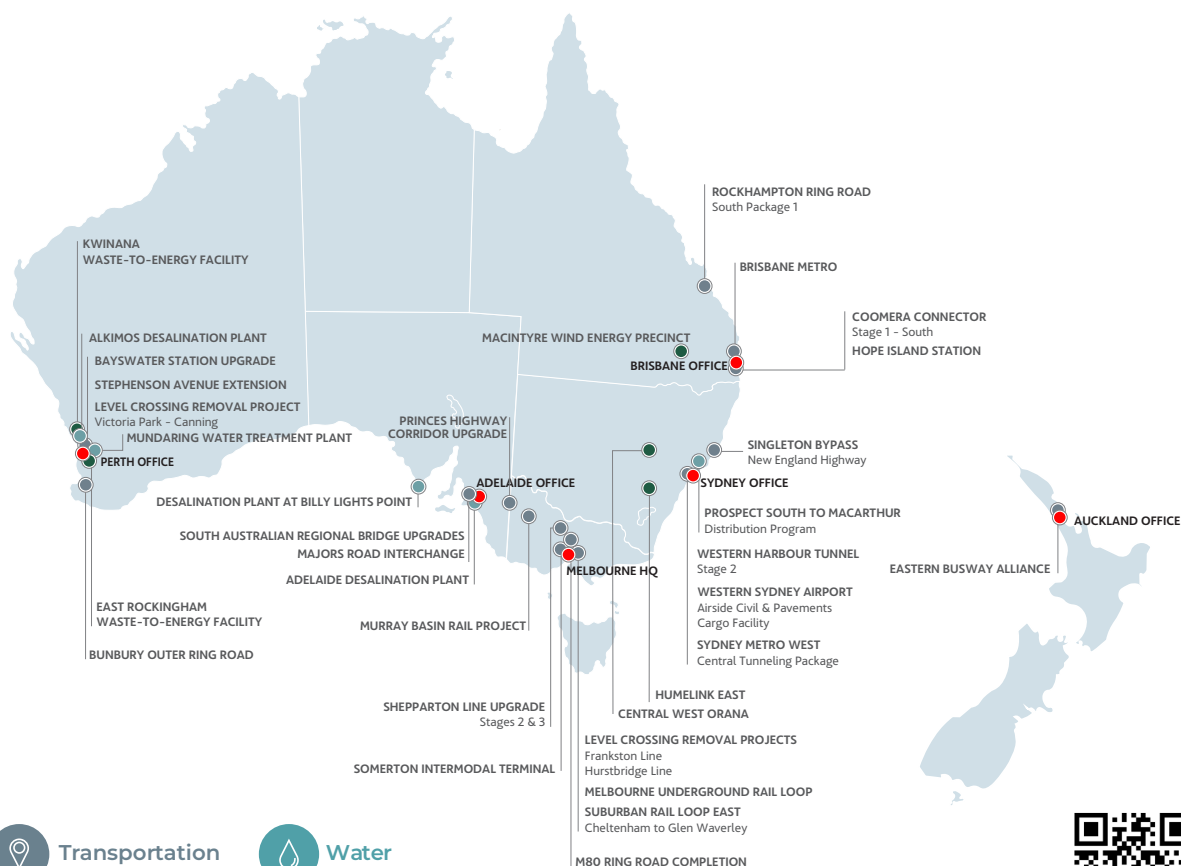 ROCKHAMPTON RING ROAD
South Package 1
KWINANA
WASTE-TO-ENERGY FACILITY
BRISBANE METRO
COOMERA CONNECTOR
Stage 1 - South
HOPE ISLAND STATION
MACINTYRE WIND ENERGY PRECINCT
BRISBANE OFFICE
ALKIMOS DESALINATION PLANT
BAYSWATER STATION UPGRADE
STEPHENSON AVENUE EXTENSION
LEVEL CROSSING REMOVAL PROJECT
Victoria Park - Canning
MUNDARING WATER TREATMENT PLANT
PERTH OFFICE
PRINCES HIGHWAY
CORRIDOR UPGRADE
SINGLETON BYPASS
New England Highway
ADELAIDE OFFICE
SYDNEY OFFICE
DESALINATION PLANT AT BILLY LIGHTS POINT
PROSPECT SOUTH TO MACARTHUR
Distribution Program
AUCKLAND OFFICE
SOUTH AUSTRALIAN REGIONAL BRIDGE UPGRADES
MAJORS ROAD INTERCHANGE
WESTERN HARBOUR TUNNEL
Stage 2
MELBOURNE HQ
EASTERN BUSWAY ALLIANCE
ADELAIDE DESALINATION PLANT
WESTERN SYDNEY AIRPORT
Airside Civil & Pavements
Cargo Facility
EAST ROCKINGHAM
WASTE-TO-ENERGY FACILITY
MURRAY BASIN RAIL PROJECT
SYDNEY METRO WEST
Central Tunneling Package
BUNBURY OUTER RING ROAD
HUMELINK EAST
SHEPPARTON LINE UPGRADE
Stages 2 & 3
CENTRAL WEST ORANA
LEVEL CROSSING REMOVAL PROJECTS
Frankston Line
Hurstbridge Line
SOMERTON INTERMODAL TERMINAL
MELBOURNE UNDERGROUND RAIL LOOP
SUBURBAN RAIL LOOP EAST
Cheltenham to Glen Waverley
Transportation
Water
M80 RING ROAD COMPLETION